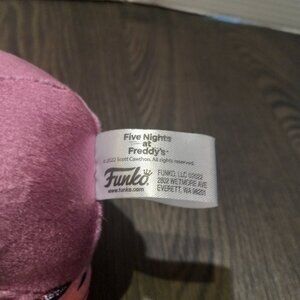 Five Nights
at
Freddy's™
© 2022 Scott Cawthon. All rights reserved.
Funko
www.funko.com
FUNKO, LLC ©2022
2802 WETMORE AVE
EVERETT, WA 98201